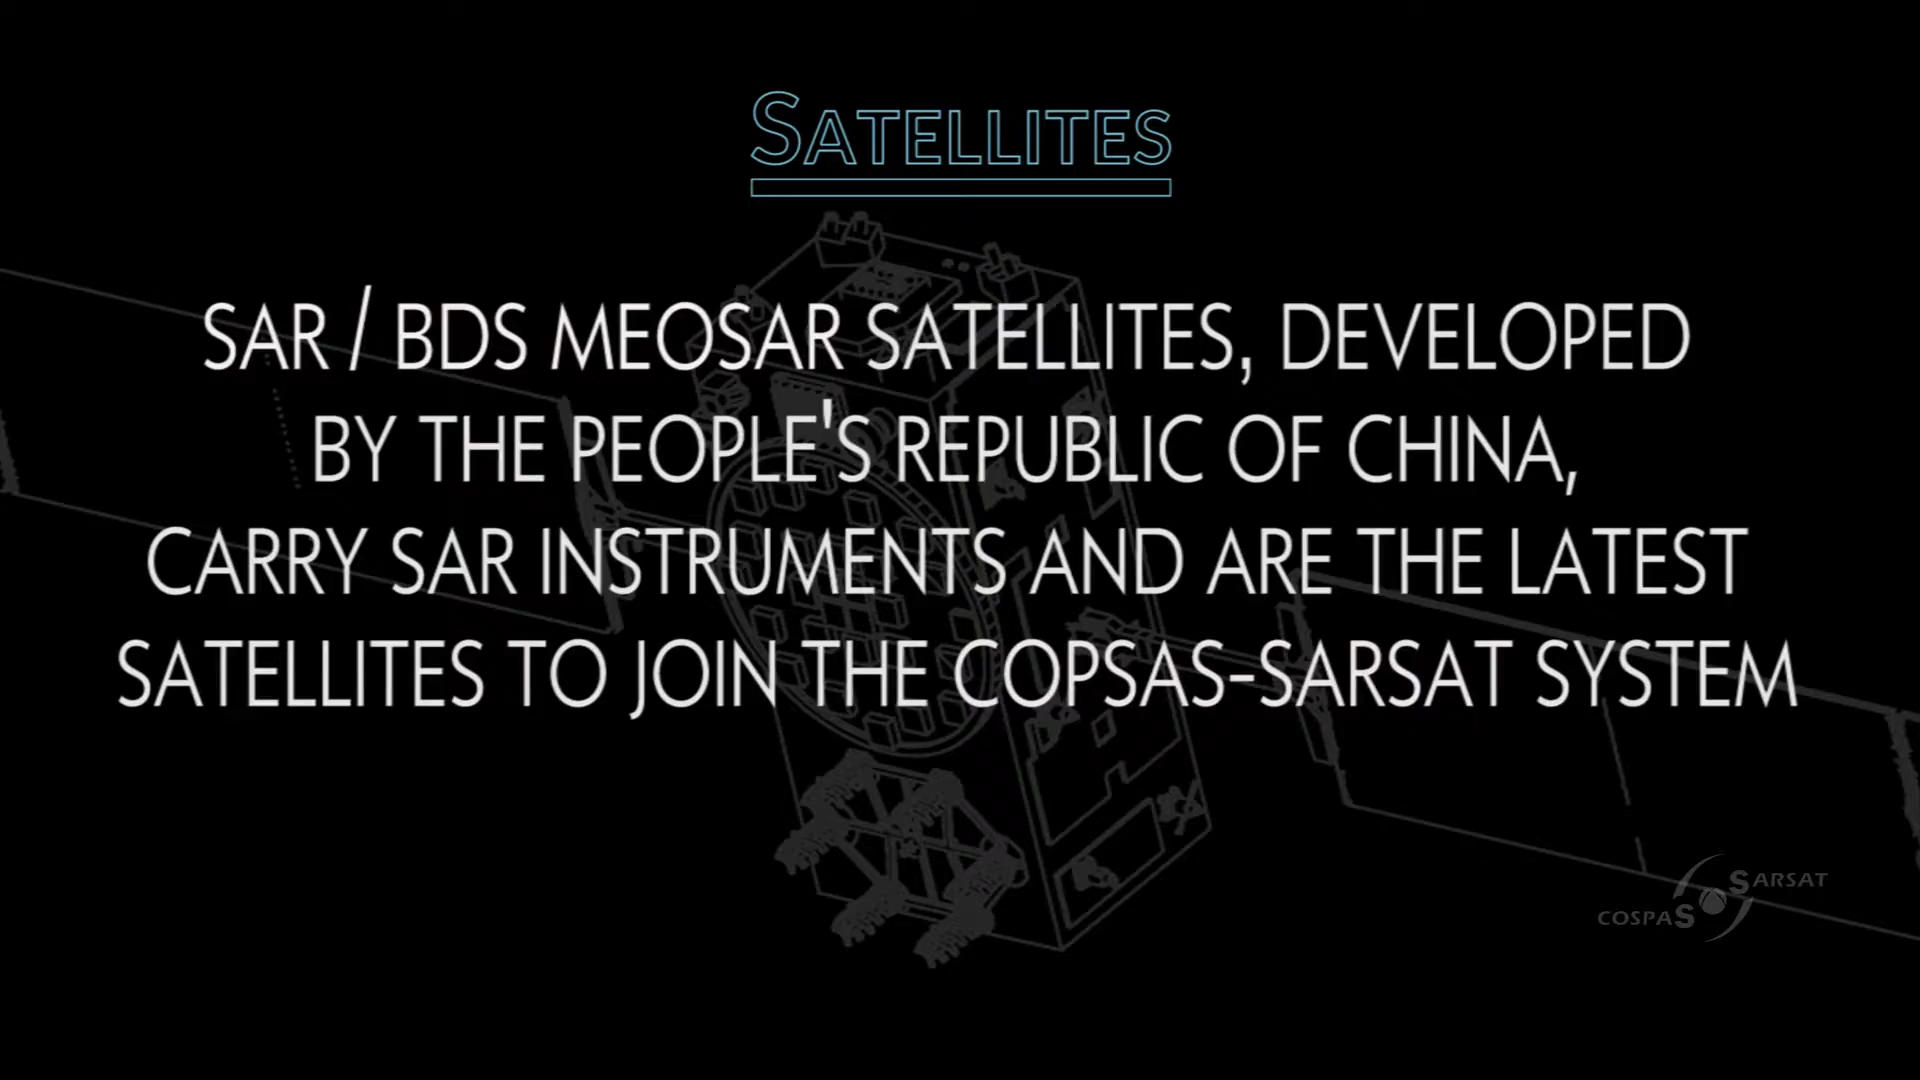 SATELLITES
SAR / BDS MEOSAR SATELLITES, DEVELOPED
BY THE PEOPLE'S REPUBLIC OF CHINA,
CARRY SAR INSTRUMENTS AND ARE THE LATEST
SATELLITES TO JOIN THE COPSAS-SARSAT SYSTEM
SARSAT
COSPAS